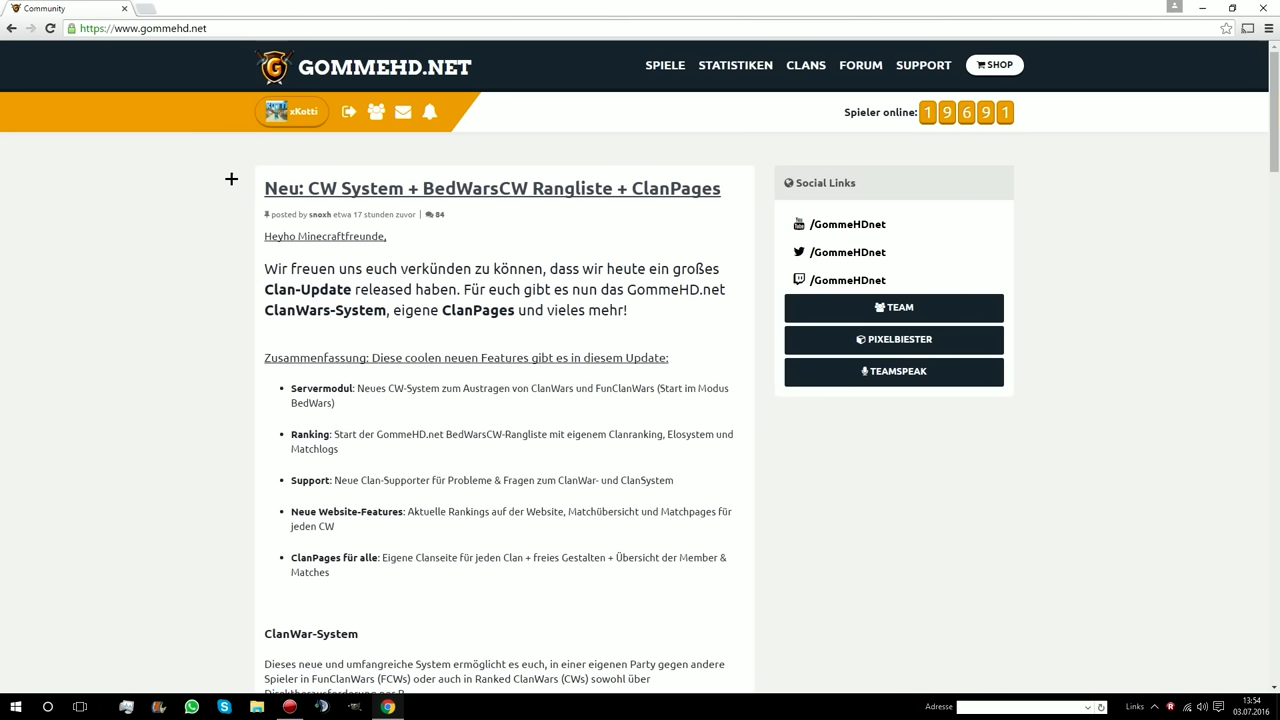 Community
https://www.gommehd.net
GOMMEHD.NET
SPIELE STATISTIKEN CLANS FORUM SUPPORT SHOP
xKotti
Spieler online: 19691
Neu: CW System + BedWarsCW Rangliste + ClanPages
posted by snoxh etwa 17 stunden zuvor | 84
Heyho Minecraftfreunde,
Wir freuen uns euch verkünden zu können, dass wir heute ein großes
Clan-Update released haben. Für euch gibt es nun das GommeHD.net
ClanWars-System, eigene ClanPages und vieles mehr!
Zusammenfassung: Diese coolen neuen Features gibt es in diesem Update:
• Servermodul: Neues CW-System zum Austragen von ClanWars und FunClanWars (Start im Modus
BedWars)
• Ranking: Start der GommeHD.net BedWarsCW-Rangliste mit eigenem Clanranking, Elosystem und
Matchlogs
• Support: Neue Clan-Supporter für Probleme & Fragen zum ClanWar- und ClanSystem
• Neue Website-Features: Aktuelle Rankings auf der Website, Matchübersicht und Matchpages für
jeden CW
• ClanPages für alle: Eigene Clanseite für jeden Clan + freies Gestalten + Übersicht der Member &
Matches
ClanWar-System
Dieses neue und umfangreiche System ermöglicht es euch, in einer eigenen Party gegen andere
Spieler in FunClanWars (FCWs) oder auch in Ranked ClanWars (CWs) sowohl über
Social Links
/GommeHDnet
/GommeHDnet
/GommeHDnet
TEAM
PIXELBIESTER
TEAMSPEAK
Adresse
Links
13:54
03.07.2016